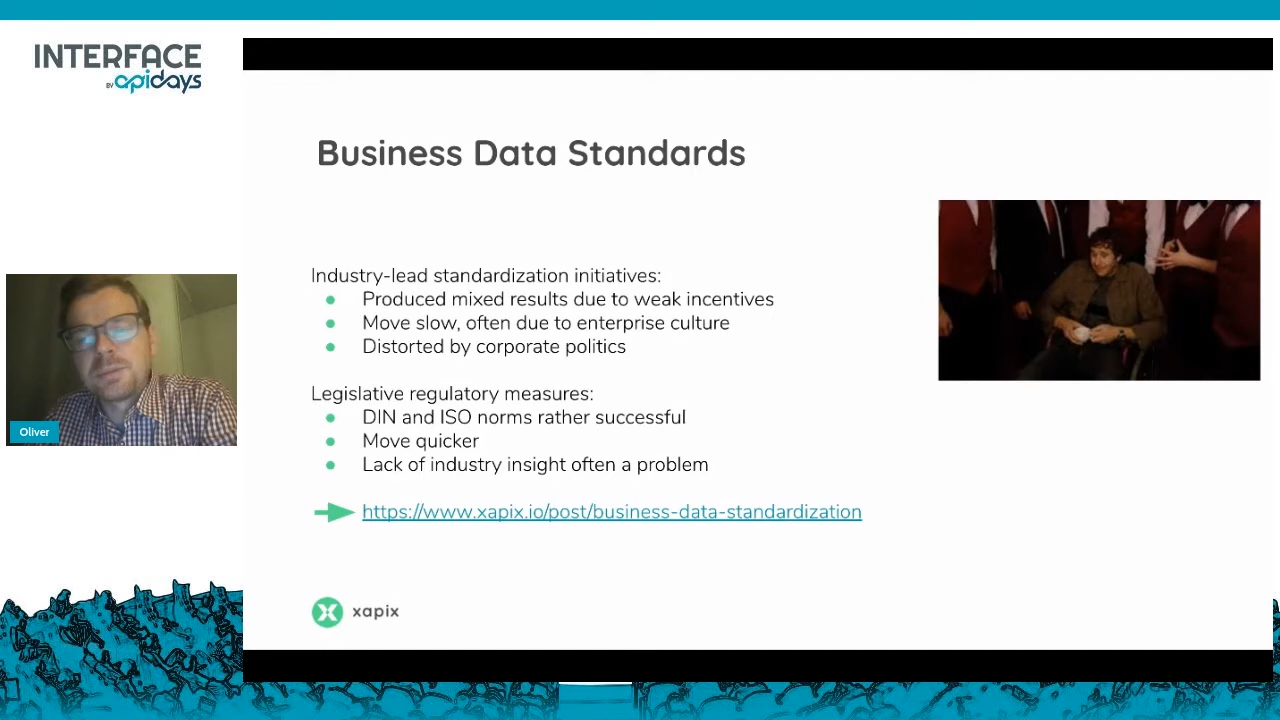 INTERFACE
BY apidays
Business Data Standards
Industry-lead standardization initiatives:
● Produced mixed results due to weak incentives
● Move slow, often due to enterprise culture
● Distorted by corporate politics
Legislative regulatory measures:
● DIN and ISO norms rather successful
● Move quicker
● Lack of industry insight often a problem
https://www.xapix.io/post/business-data-standardization
Oliver
xapix